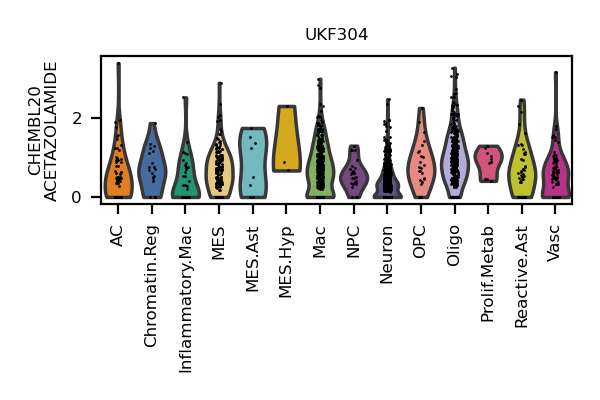 UKF304
CHEMBL20
ACETAZOLAMIDE
2
0
AC
Chromatin.Reg
Inflammatory.Mac
MES
MES.Ast
MES.Hyp
Mac
NPC
Neuron
OPC
Oligo
Prolif.Metab
Reactive.Ast
Vasc